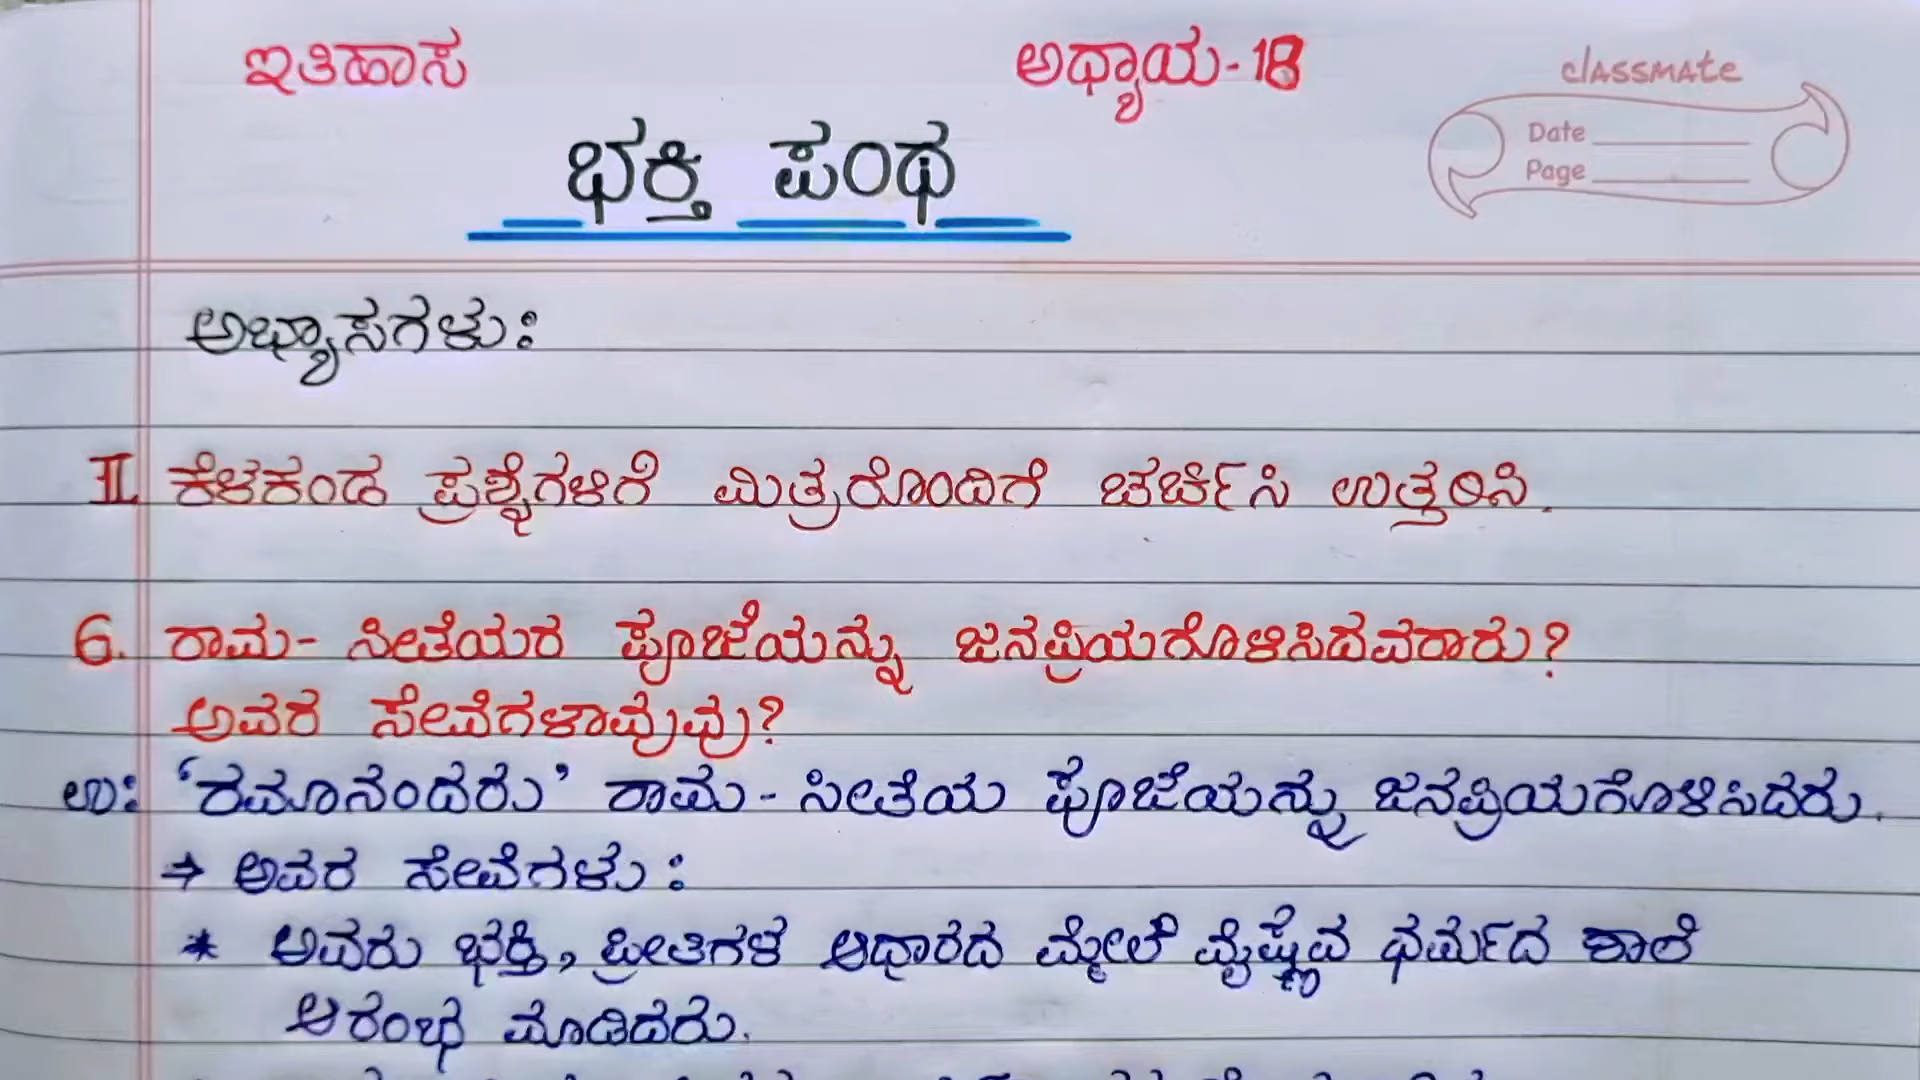 ಇತಿಹಾಸ ಅಧ್ಯಾಯ-18
classmate
ಭಕ್ತಿ ಪಂಥ
Date
Page
ಅಭ್ಯಾಸಗಳು:
II ಕೆಳಕಂಡ ಪ್ರಶ್ನೆಗಳಿಗೆ ಮಿತ್ರರೊಂದಿಗೆ ಚರ್ಚಿಸಿ ಉತ್ತರಿಸಿ.
6. ರಾಮ- ಸೀತೆಯರ ಪೂಜೆಯನ್ನು ಜನಪ್ರಿಯಗೊಳಿಸಿದವರಾರು?
ಅವರ ಸೇವೆಗಳಾವುವು?
ಉ: 'ರಮಾನಂದರು' ರಾಮ - ಸೀತೆಯ ಪೂಜೆಯನ್ನು ಜನಪ್ರಿಯಗೊಳಿಸಿದರು.
→ ಅವರ ಸೇವೆಗಳು:
* ಅವರು ಭಕ್ತಿ, ಪ್ರೀತಿಗಳ ಆಧಾರದ ಮ್ಮೇಲೆ ವೈಷ್ಣವ ಧರ್ಮದ ಶಾಲೆ
ಆರಂಭ ಮಾಡಿದರು.